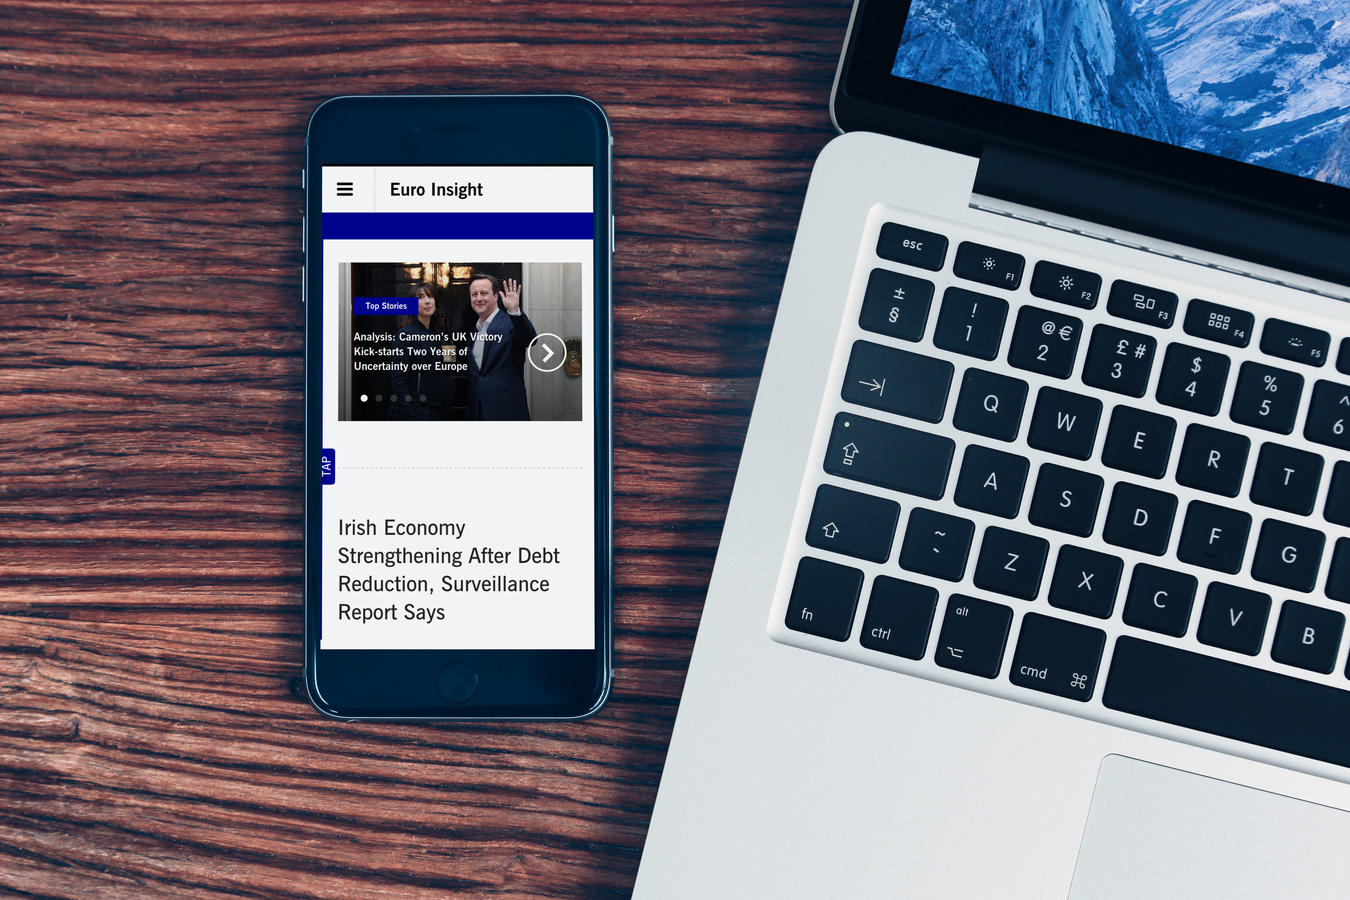 Euro Insight
Top Stories
Analysis: Cameron's UK Victory
Kick-starts Two Years of
Uncertainty over Europe
TAP
Irish Economy
Strengthening After Debt
Reduction, Surveillance
Report Says
esc
F1
F2
F3
F4
F5
± §
! 1
@ € 2
£ # 3
$ 4
% 5
^ 6
Q W E R T
A S D F G
~ ` Z X C V B
fn ctrl alt cmd ⌘